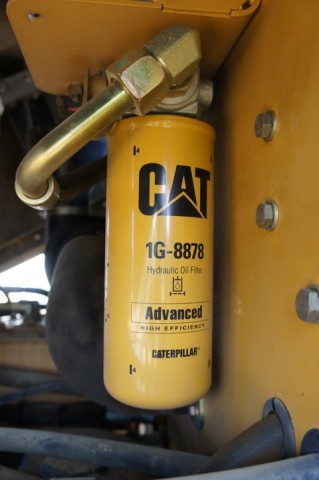 CAT
1G-8878
Hydraulic Oil Filter
Advanced
HIGH EFFICIENCY
CATERPILLAR